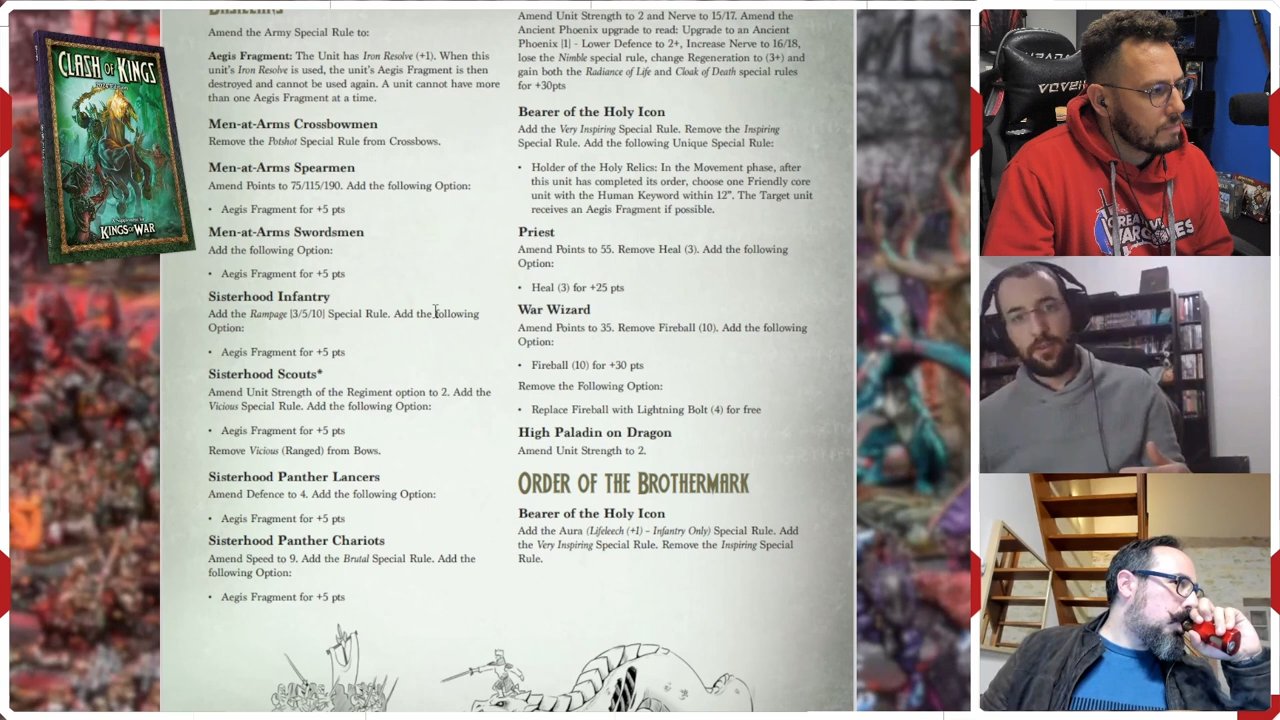 CLASH OF KINGS
KINGS OF WAR
BASILEANS
Amend the Army Special Rule to:
Aegis Fragment: The Unit has Iron Resolve (+1). When this
unit's Iron Resolve is used, the unit's Aegis Fragment is then
destroyed and cannot be used again. A unit cannot have more
than one Aegis Fragment at a time.
Men-at-Arms Crossbowmen
Remove the Potshot Special Rule from Crossbows.
Men-at-Arms Spearmen
Amend Points to 75/115/190. Add the following Option:
• Aegis Fragment for +5 pts
Men-at-Arms Swordsmen
Add the following Option:
• Aegis Fragment for +5 pts
Sisterhood Infantry
Add the Rampage |3/5/10| Special Rule. Add the following
Option:
• Aegis Fragment for +5 pts
Sisterhood Scouts*
Amend Unit Strength of the Regiment option to 2. Add the
Vicious Special Rule. Add the following Option:
• Aegis Fragment for +5 pts
Remove Vicious (Ranged) from Bows.
Sisterhood Panther Lancers
Amend Defence to 4. Add the following Option:
• Aegis Fragment for +5 pts
Sisterhood Panther Chariots
Amend Speed to 9. Add the Brutal Special Rule. Add the
following Option:
• Aegis Fragment for +5 pts
Amend Unit Strength to 2 and Nerve to 15/17. Amend the
Ancient Phoenix upgrade to read: Upgrade to an Ancient
Phoenix |1| - Lower Defence to 2+, Increase Nerve to 16/18,
lose the Nimble special rule, change Regeneration to (3+) and
gain both the Radiance of Life and Cloak of Death special rules
for +30pts
Bearer of the Holy Icon
Add the Very Inspiring Special Rule. Remove the Inspiring
Special Rule. Add the following Unique Special Rule:
• Holder of the Holy Relics: In the Movement phase, after
this unit has completed its order, choose one Friendly core
unit with the Human Keyword within 12". The Target unit
receives an Aegis Fragment if possible.
Priest
Amend Points to 55. Remove Heal (3). Add the following
Option:
• Heal (3) for +25 pts
War Wizard
Amend Points to 35. Remove Fireball (10). Add the following
Option:
• Fireball (10) for +30 pts
Remove the Following Option:
• Replace Fireball with Lightning Bolt (4) for free
High Paladin on Dragon
Amend Unit Strength to 2.
ORDER OF THE BROTHERMARK
Bearer of the Holy Icon
Add the Aura (Lifeleech (+1) – Infantry Only) Special Rule. Add
the Very Inspiring Special Rule. Remove the Inspiring Special
Rule.